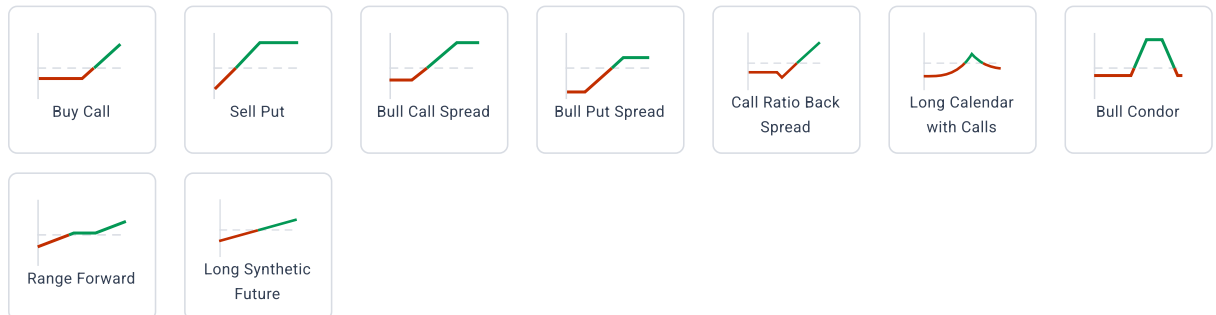 Buy Call
Sell Put
Bull Call Spread
Bull Put Spread
Call Ratio Back
Spread
Long Calendar
with Calls
Bull Condor
Range Forward
Long Synthetic
Future